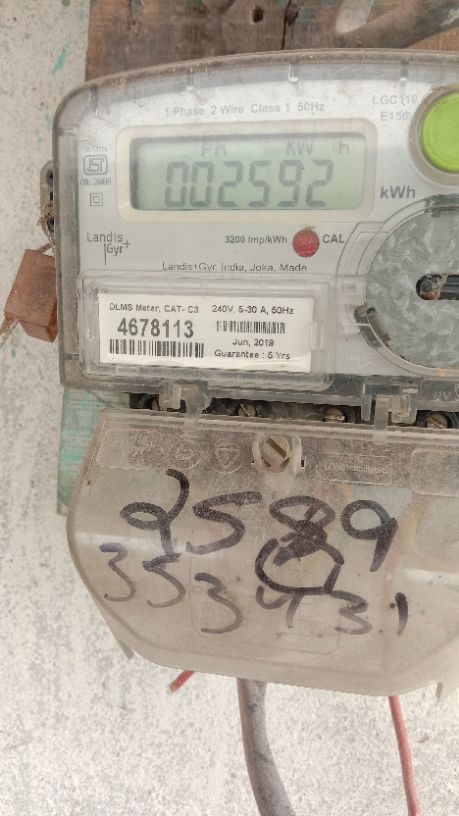 1 Phase 2 Wire Class 1 50Hz
LGC110
E150
PH KW h
002592
kWh
Landis+
Gyr
3200 Imp/kWh
CAL
Landis+Gyr, India, Joka, Made
DLMS Meter, CAT- C3
240V, 5-30 A, 50Hz
4678113
Jun, 2019
Guarantee : 5 Yrs
2589
353431